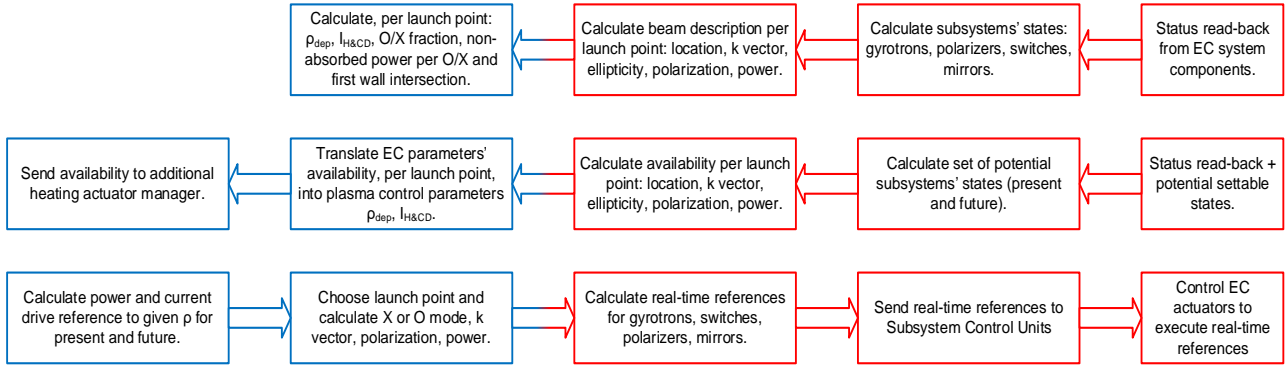 Calculate, per launch point:
ρdep, IH&CD, O/X fraction, non-
absorbed power per O/X and
first wall intersection.
Calculate beam description per
launch point: location, k vector,
ellipticity, polarization, power.
Calculate subsystems’ states:
gyrotrons, polarizers, switches,
mirrors.
Status read-back
from EC system
components.
Send availability to additional
heating actuator manager.
Translate EC parameters’
availability, per launch point,
into plasma control parameters
ρdep, IH&CD.
Calculate availability per launch
point: location, k vector,
ellipticity, polarization, power.
Calculate set of potential
subsystems’ states (present
and future).
Status read-back +
potential settable
states.
Calculate power and current
drive reference to given ρ for
present and future.
Choose launch point and
calculate X or O mode, k
vector, polarization, power.
Calculate real-time references
for gyrotrons, switches,
polarizers, mirrors.
Send real-time references to
Subsystem Control Units
Control EC
actuators to
execute real-time
references